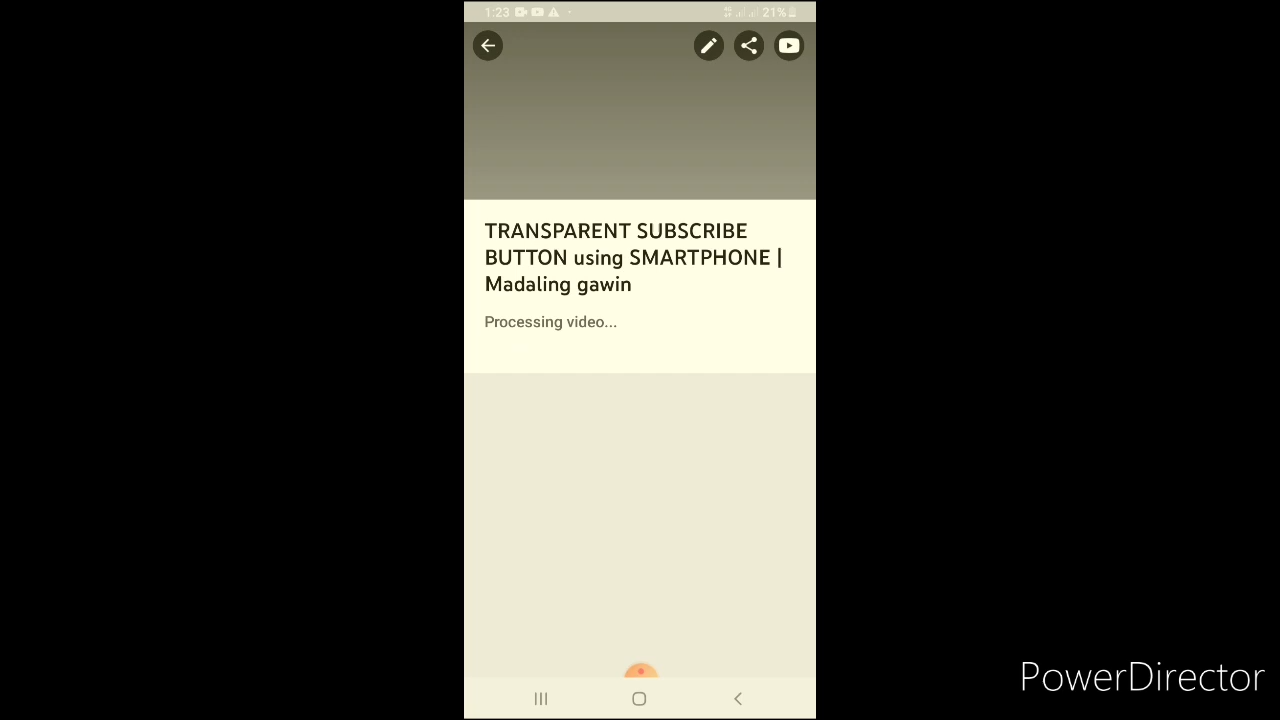 1:23 21%
TRANSPARENT SUBSCRIBE
BUTTON using SMARTPHONE |
Madaling gawin
Processing video...
PowerDirector